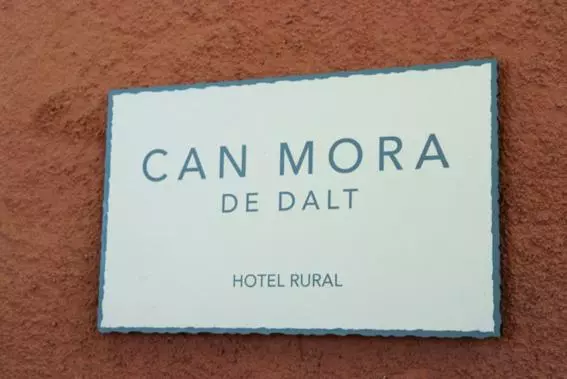 CAN MORA
DE DALT
HOTEL RURAL